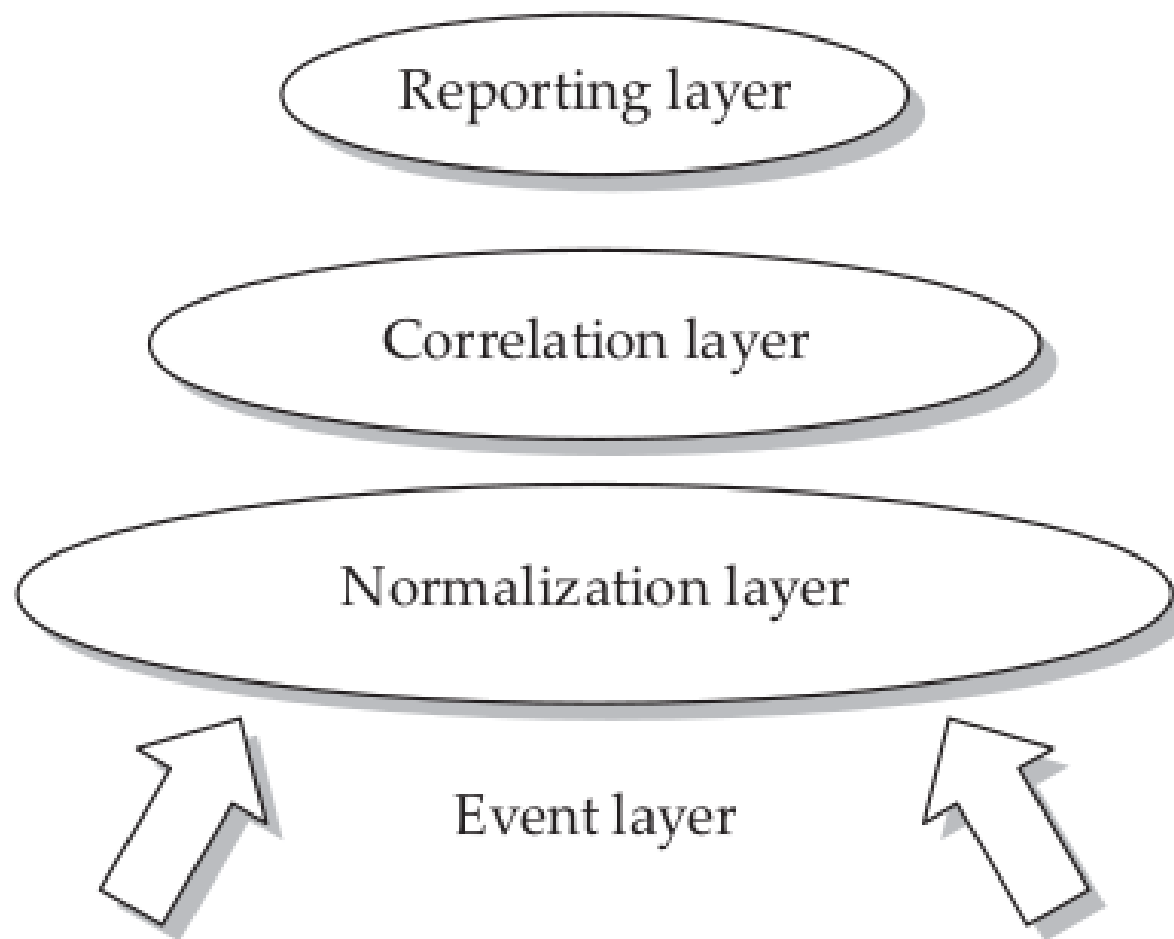 Reporting layer
Correlation layer
Normalization layer
Event layer